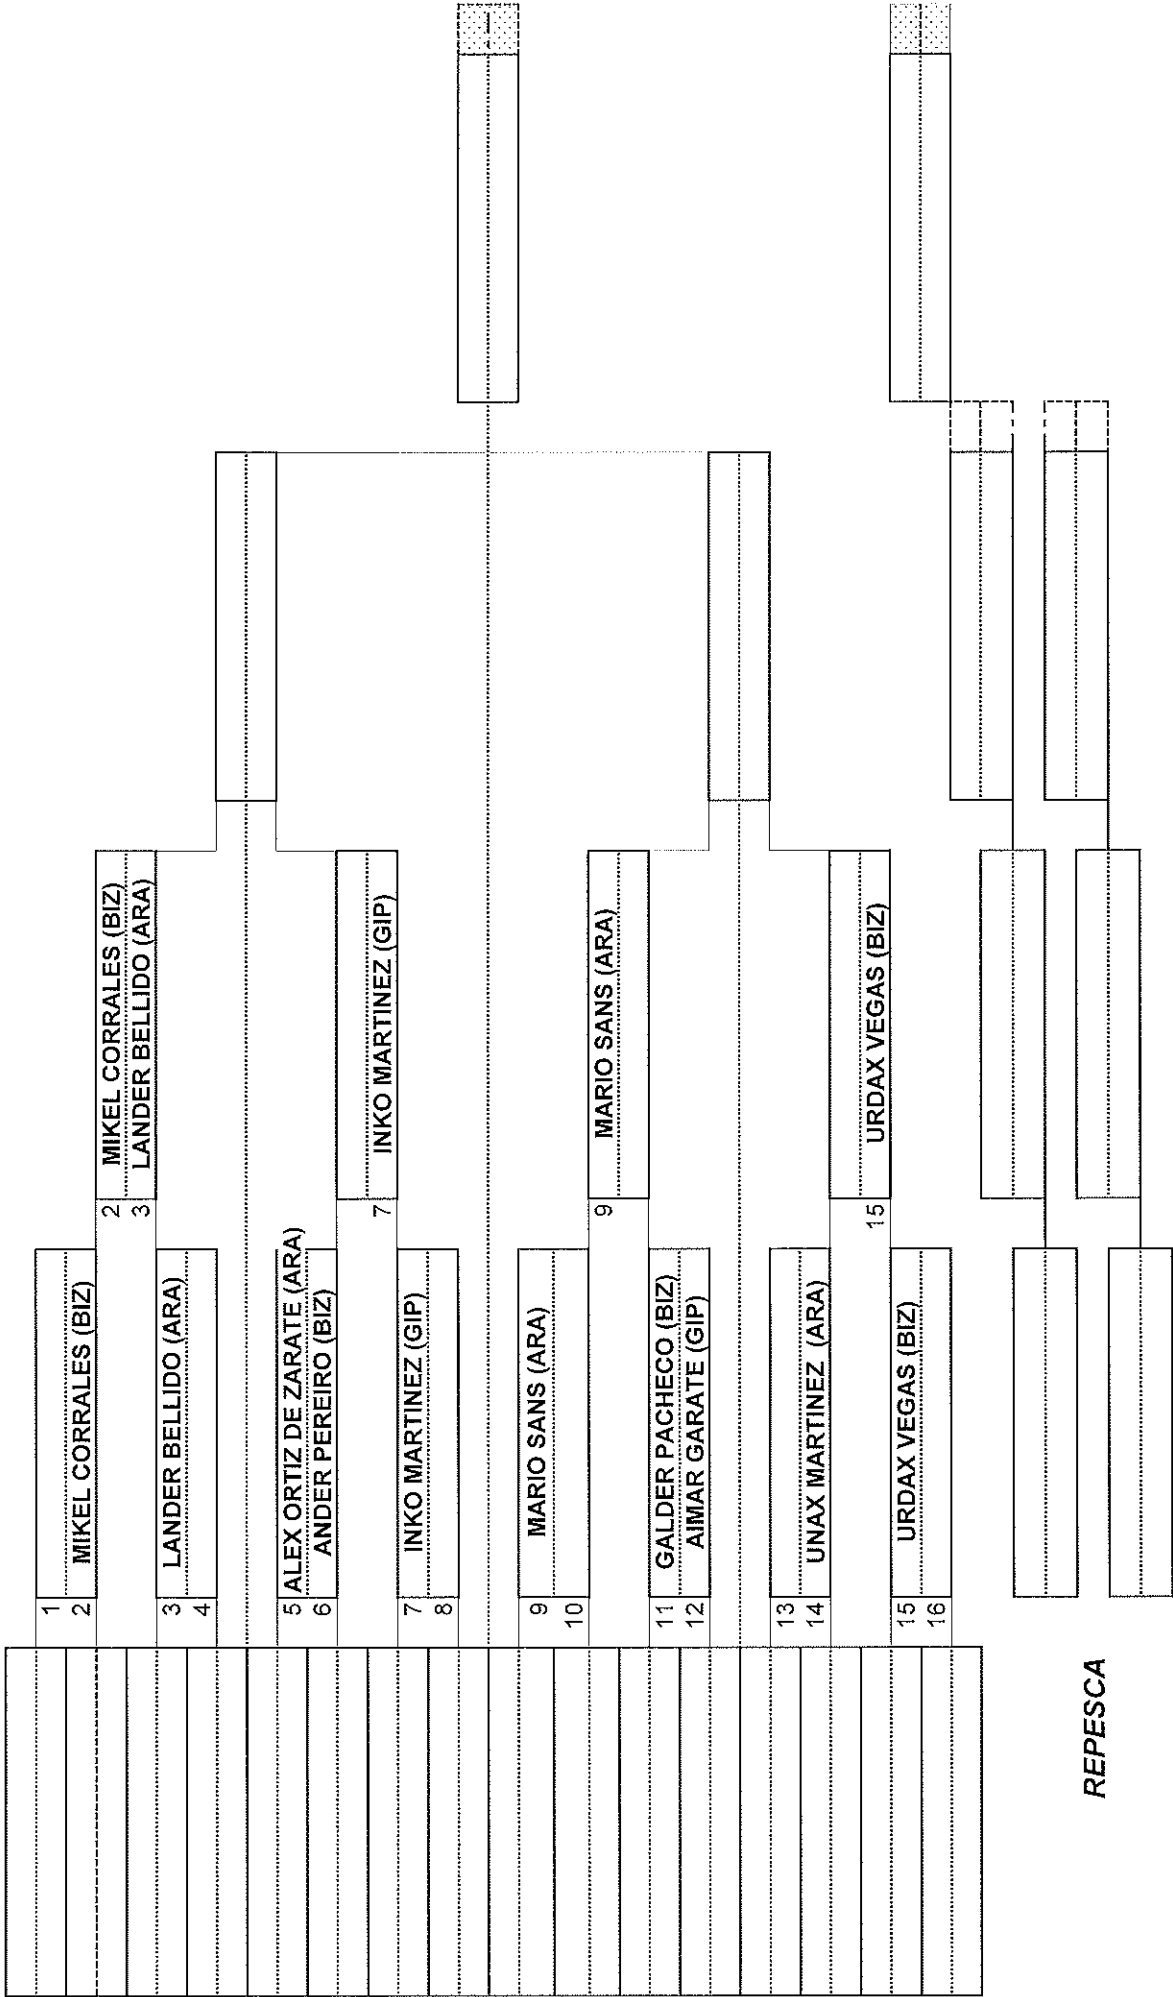 1
2 MIKEL CORRALES (BIZ)
3 LANDER BELLIDO (ARA)
4
5 ALEX ORTIZ DE ZARATE (ARA)
6 ANDER PEREIRO (BIZ)
7 INKO MARTINEZ (GIP)
8
9 MARIO SANS (ARA)
10
11 GALDER PACHECO (BIZ)
12 AIMAR GARATE (GIP)
13
14 UNAX MARTINEZ (ARA)
15 URDAX VEGAS (BIZ)
16
2 MIKEL CORRALES (BIZ)
3 LANDER BELLIDO (ARA)
7 INKO MARTINEZ (GIP)
9 MARIO SANS (ARA)
15 URDAX VEGAS (BIZ)
REPESCA